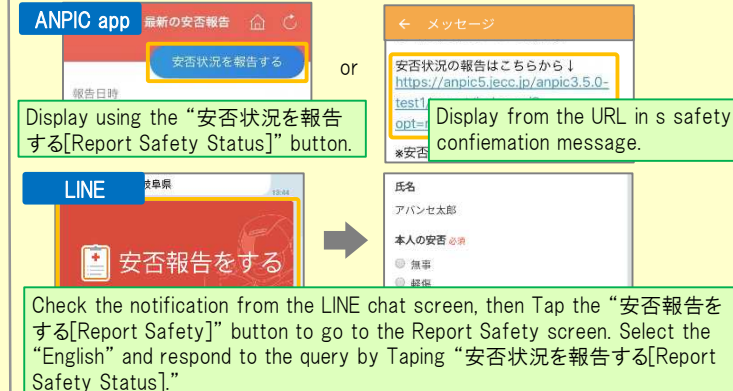 ANPIC app
最新の安否報告
安否状況を報告する
報告日時
Display using the “安否状況を報告
する[Report Safety Status]” button.
or
← メッセージ
安否状況の報告はこちらから↓
https://anpic5.jecc.jp/anpic3.5.0-
test1/
opt=
*安否
Display from the URL in s safety
confiemation message.
LINE
岐阜県
13:44
安否報告をする
氏名
アバンセ太郎
本人の安否 必須
無事
軽傷
Check the notification from the LINE chat screen, then Tap the “安否報告を
する[Report Safety]” button to go to the Report Safety screen. Select the
“English” and respond to the query by Taping “安否状況を報告する[Report
Safety Status].”